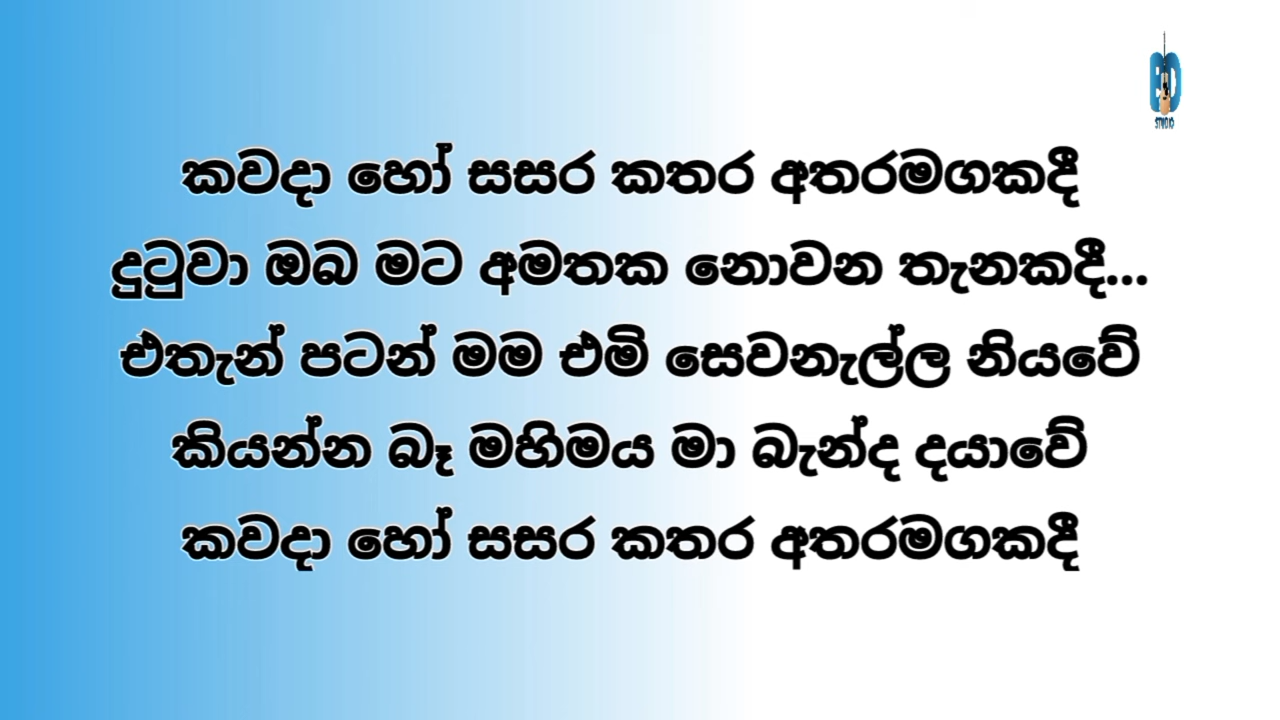 කවදා හෝ සසර කතර අතරමගකදී
දුටුවා ඔබ මට අමතක නොවන තැනකදී...
එතැන් පටන් මම එමි සෙවනැල්ල නියවේ
කියන්න බෑ මහිමය මා බැන්ද දයාවේ
කවදා හෝ සසර කතර අතරමගකදී
STUDIO